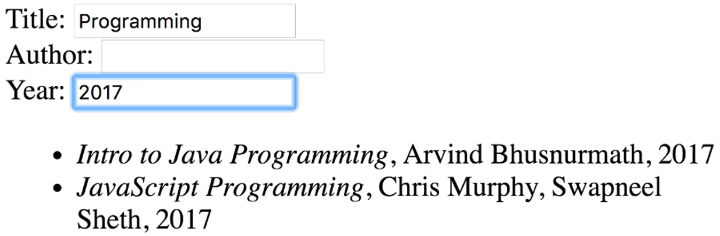 Title: Programming
Author:
Year: 2017
• Intro to Java Programming, Arvind Bhusnurmath, 2017
• JavaScript Programming, Chris Murphy, Swapneel
Sheth, 2017